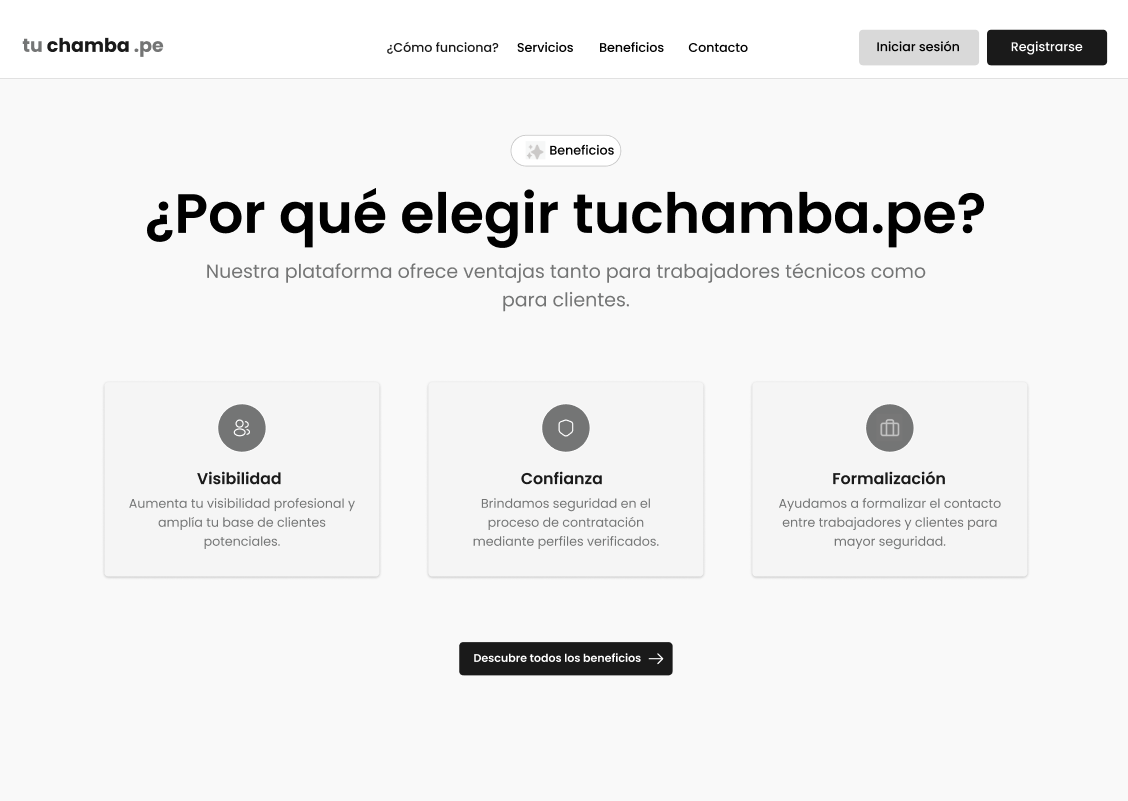 tu chamba .pe
¿Cómo funciona? Servicios Beneficios Contacto
Iniciar sesión Registrarse
Beneficios
¿Por qué elegir tuchamba.pe?
Nuestra plataforma ofrece ventajas tanto para trabajadores técnicos como
para clientes.
Visibilidad
Aumenta tu visibilidad profesional y
amplía tu base de clientes
potenciales.
Confianza
Brindamos seguridad en el
proceso de contratación
mediante perfiles verificados.
Formalización
Ayudamos a formalizar el contacto
entre trabajadores y clientes para
mayor seguridad.
Descubre todos los beneficios